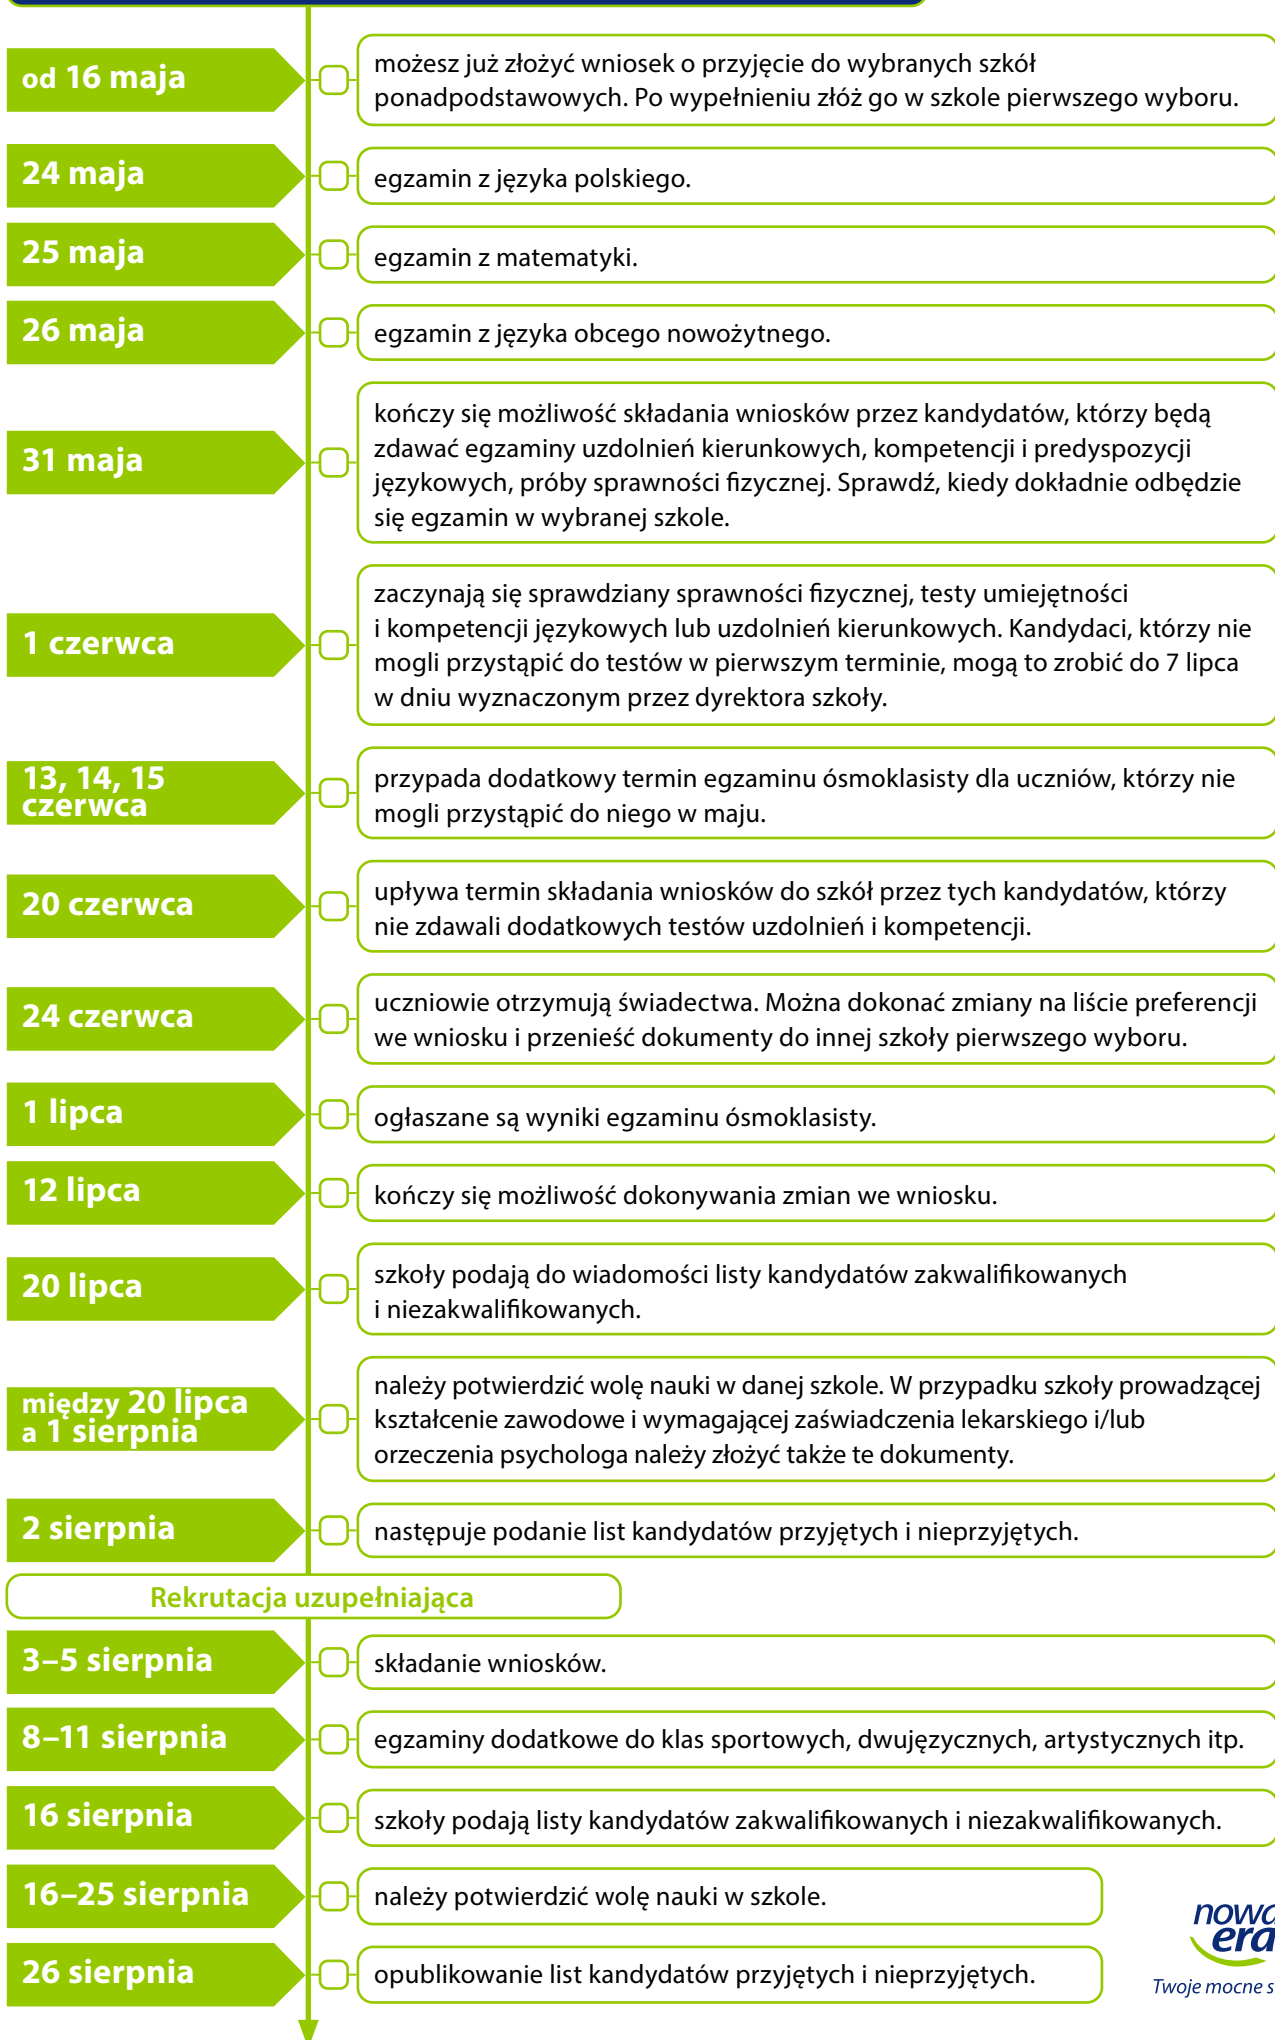 od 16 maja
możesz już złożyć wniosek o przyjęcie do wybranych szkół
ponadpodstawowych. Po wypełnieniu złóż go w szkole pierwszego wyboru.
24 maja
egzamin z języka polskiego.
25 maja
egzamin z matematyki.
26 maja
egzamin z języka obcego nowożytnego.
31 maja
kończy się możliwość składania wniosków przez kandydatów, którzy będą
zdawać egzaminy uzdolnień kierunkowych, kompetencji i predyspozycji
językowych, próby sprawności fizycznej. Sprawdź, kiedy dokładnie odbędzie
się egzamin w wybranej szkole.
1 czerwca
zaczynają się sprawdziany sprawności fizycznej, testy umiejętności
i kompetencji językowych lub uzdolnień kierunkowych. Kandydaci, którzy nie
mogli przystąpić do testów w pierwszym terminie, mogą to zrobić do 7 lipca
w dniu wyznaczonym przez dyrektora szkoły.
13, 14, 15
czerwca
przypada dodatkowy termin egzaminu ósmoklasisty dla uczniów, którzy nie
mogli przystąpić do niego w maju.
20 czerwca
upływa termin składania wniosków do szkół przez tych kandydatów, którzy
nie zdawali dodatkowych testów uzdolnień i kompetencji.
24 czerwca
uczniowie otrzymują świadectwa. Można dokonać zmiany na liście preferencji
we wniosku i przenieść dokumenty do innej szkoły pierwszego wyboru.
1 lipca
ogłaszane są wyniki egzaminu ósmoklasisty.
12 lipca
kończy się możliwość dokonywania zmian we wniosku.
20 lipca
szkoły podają do wiadomości listy kandydatów zakwalifikowanych
i niezakwalifikowanych.
między 20 lipca
a 1 sierpnia
należy potwierdzić wolę nauki w danej szkole. W przypadku szkoły prowadzącej
kształcenie zawodowe i wymagającej zaświadczenia lekarskiego i/lub
orzeczenia psychologa należy złożyć także te dokumenty.
2 sierpnia
następuje podanie list kandydatów przyjętych i nieprzyjętych.
Rekrutacja uzupełniająca
3–5 sierpnia
składanie wniosków.
8–11 sierpnia
egzaminy dodatkowe do klas sportowych, dwujęzycznych, artystycznych itp.
16 sierpnia
szkoły podają listy kandydatów zakwalifikowanych i niezakwalifikowanych.
16–25 sierpnia
należy potwierdzić wolę nauki w szkole.
26 sierpnia
opublikowanie list kandydatów przyjętych i nieprzyjętych.
nowa
era
Twoje mocne s